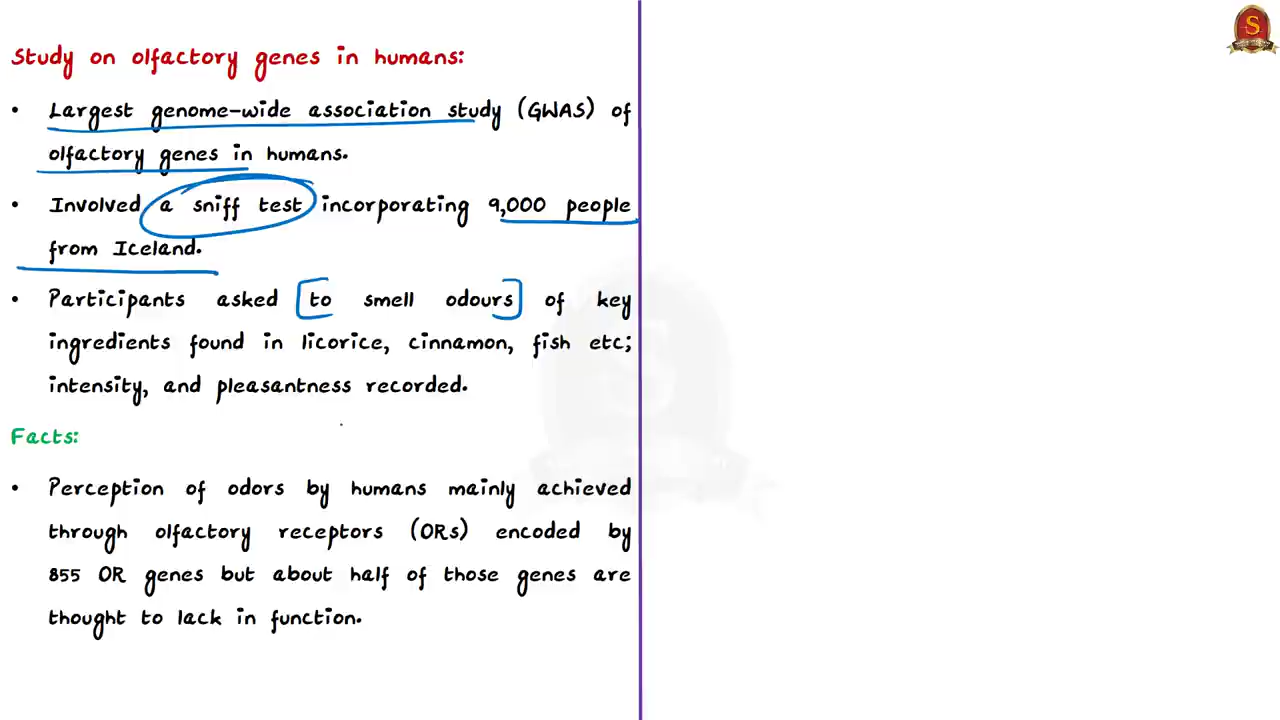 Study on olfactory genes in humans:
• Largest genome-wide association study (GWAS) of
olfactory genes in humans.
• Involved a sniff test incorporating 9,000 people
from Iceland.
• Participants asked to smell odours of key
ingredients found in licorice, cinnamon, fish etc;
intensity, and pleasantness recorded.
Facts:
• Perception of odors by humans mainly achieved
through olfactory receptors (ORs) encoded by
855 OR genes but about half of those genes are
thought to lack in function.
S